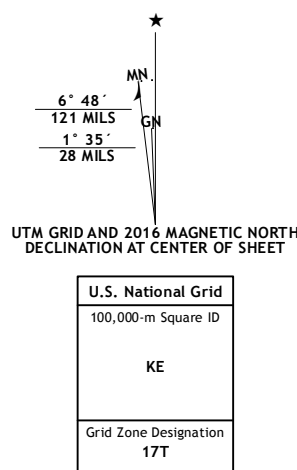 ★
MN
6° 48´
121 MILS
GN
1° 35´
28 MILS
UTM GRID AND 2016 MAGNETIC NORTH
DECLINATION AT CENTER OF SHEET
U.S. National Grid
100,000-m Square ID
KE
Grid Zone Designation
17T